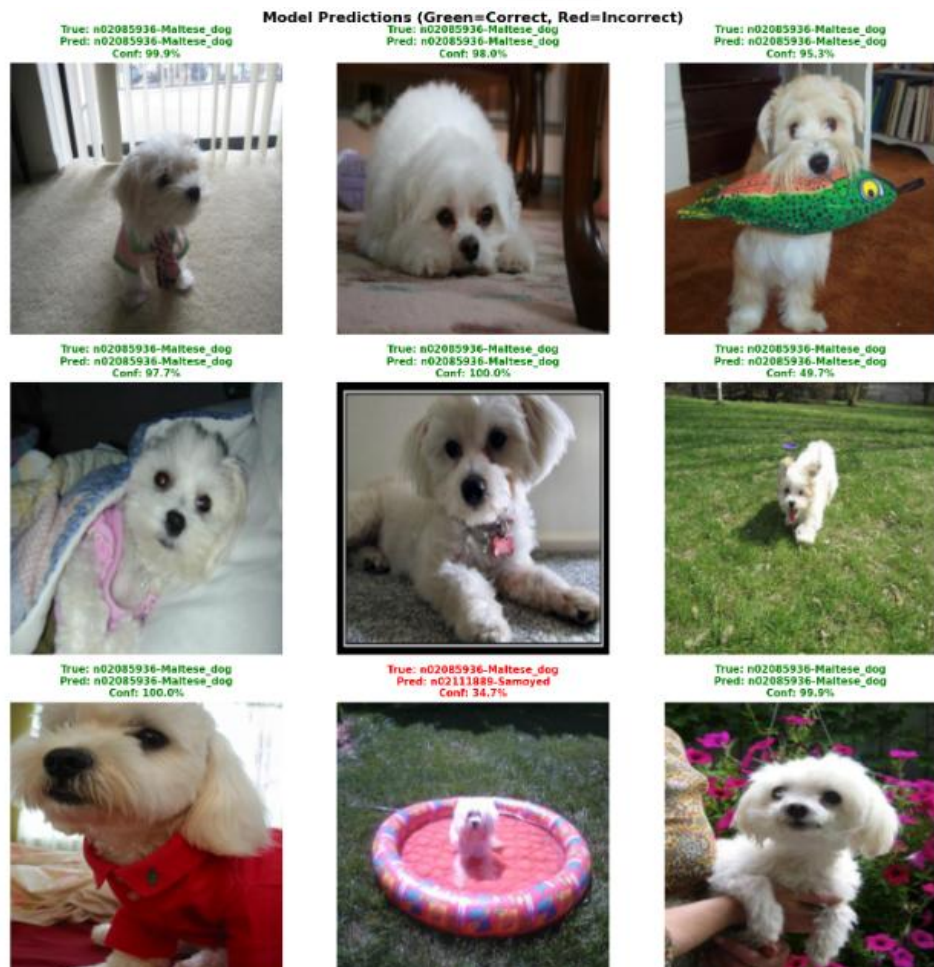 Model Predictions (Green=Correct, Red=Incorrect)
True: n02085936-Maltese_dog
Pred: n02085936-Maltese_dog
Conf: 99.9%
True: n02085936-Maltese_dog
Pred: n02085936-Maltese_dog
Conf: 98.0%
True: n02085936-Maltese_dog
Pred: n02085936-Maltese_dog
Conf: 95.3%
True: n02085936-Maltese_dog
Pred: n02085936-Maltese_dog
Conf: 97.7%
True: n02085936-Maltese_dog
Pred: n02085936-Maltese_dog
Conf: 100.0%
True: n02085936-Maltese_dog
Pred: n02085936-Maltese_dog
Conf: 49.7%
True: n02085936-Maltese_dog
Pred: n02085936-Maltese_dog
Conf: 100.0%
True: n02085936-Maltese_dog
Pred: n02111889-Samoyed
Conf: 34.7%
True: n02085936-Maltese_dog
Pred: n02085936-Maltese_dog
Conf: 99.9%